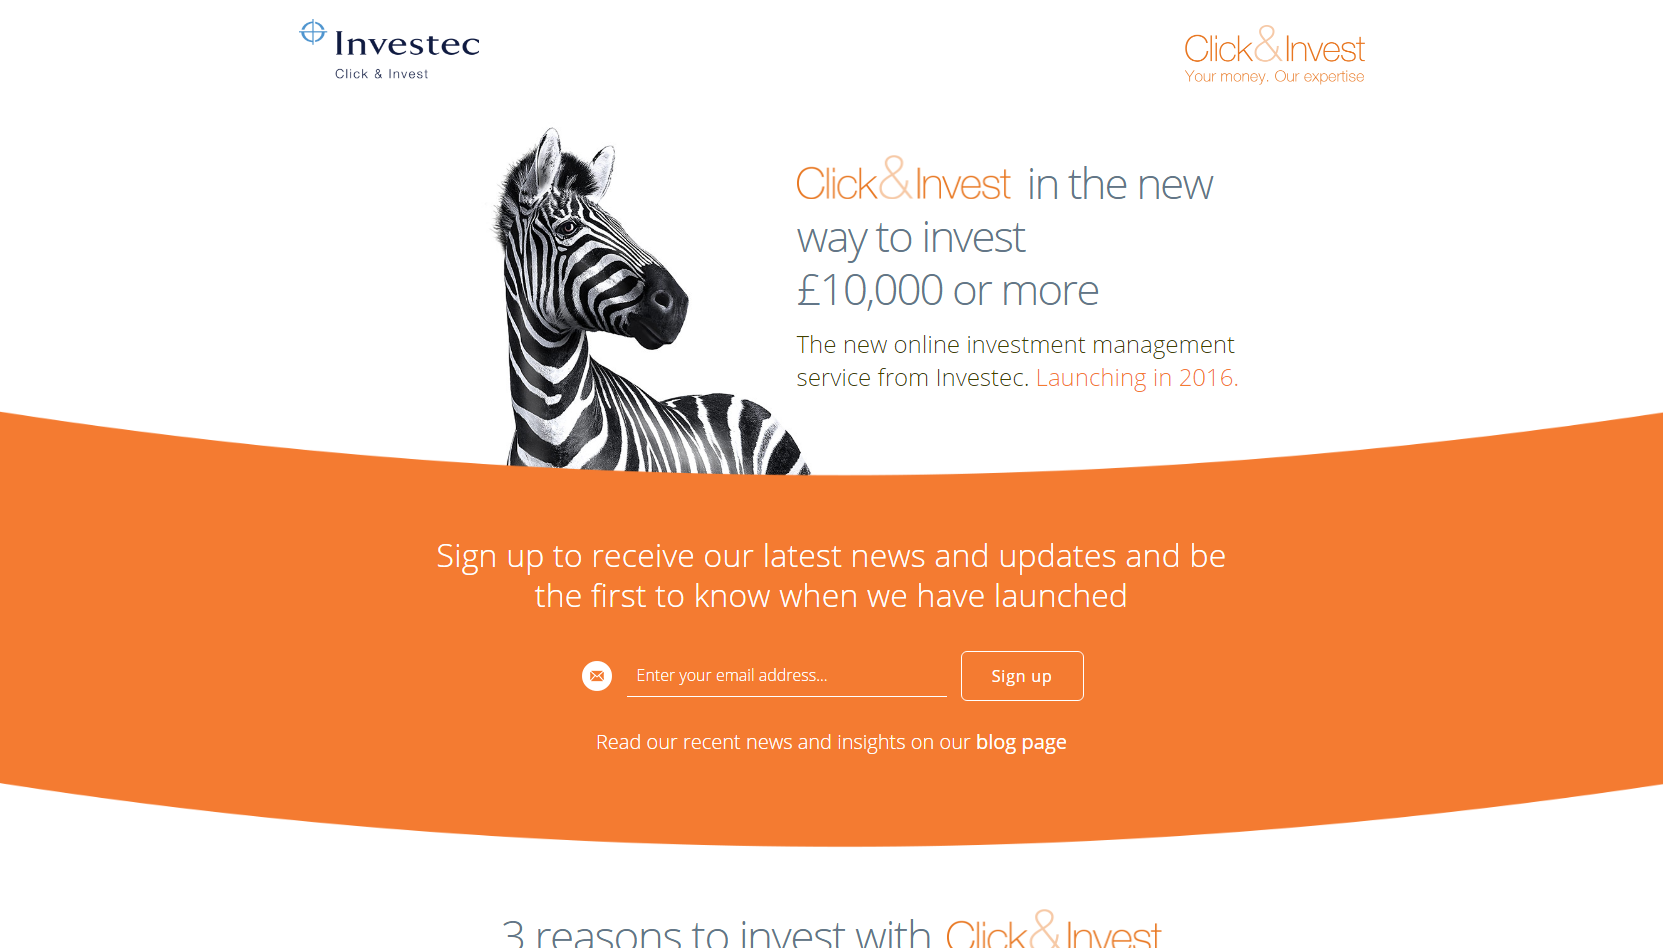 Investec
Click & Invest
Click&Invest
Your money. Our expertise
Click&Invest in the new
way to invest
£10,000 or more
The new online investment management
service from Investec. Launching in 2016.
Sign up to receive our latest news and updates and be
the first to know when we have launched
Enter your email address...
Sign up
Read our recent news and insights on our blog page
3 reasons to invest with Click&Invest